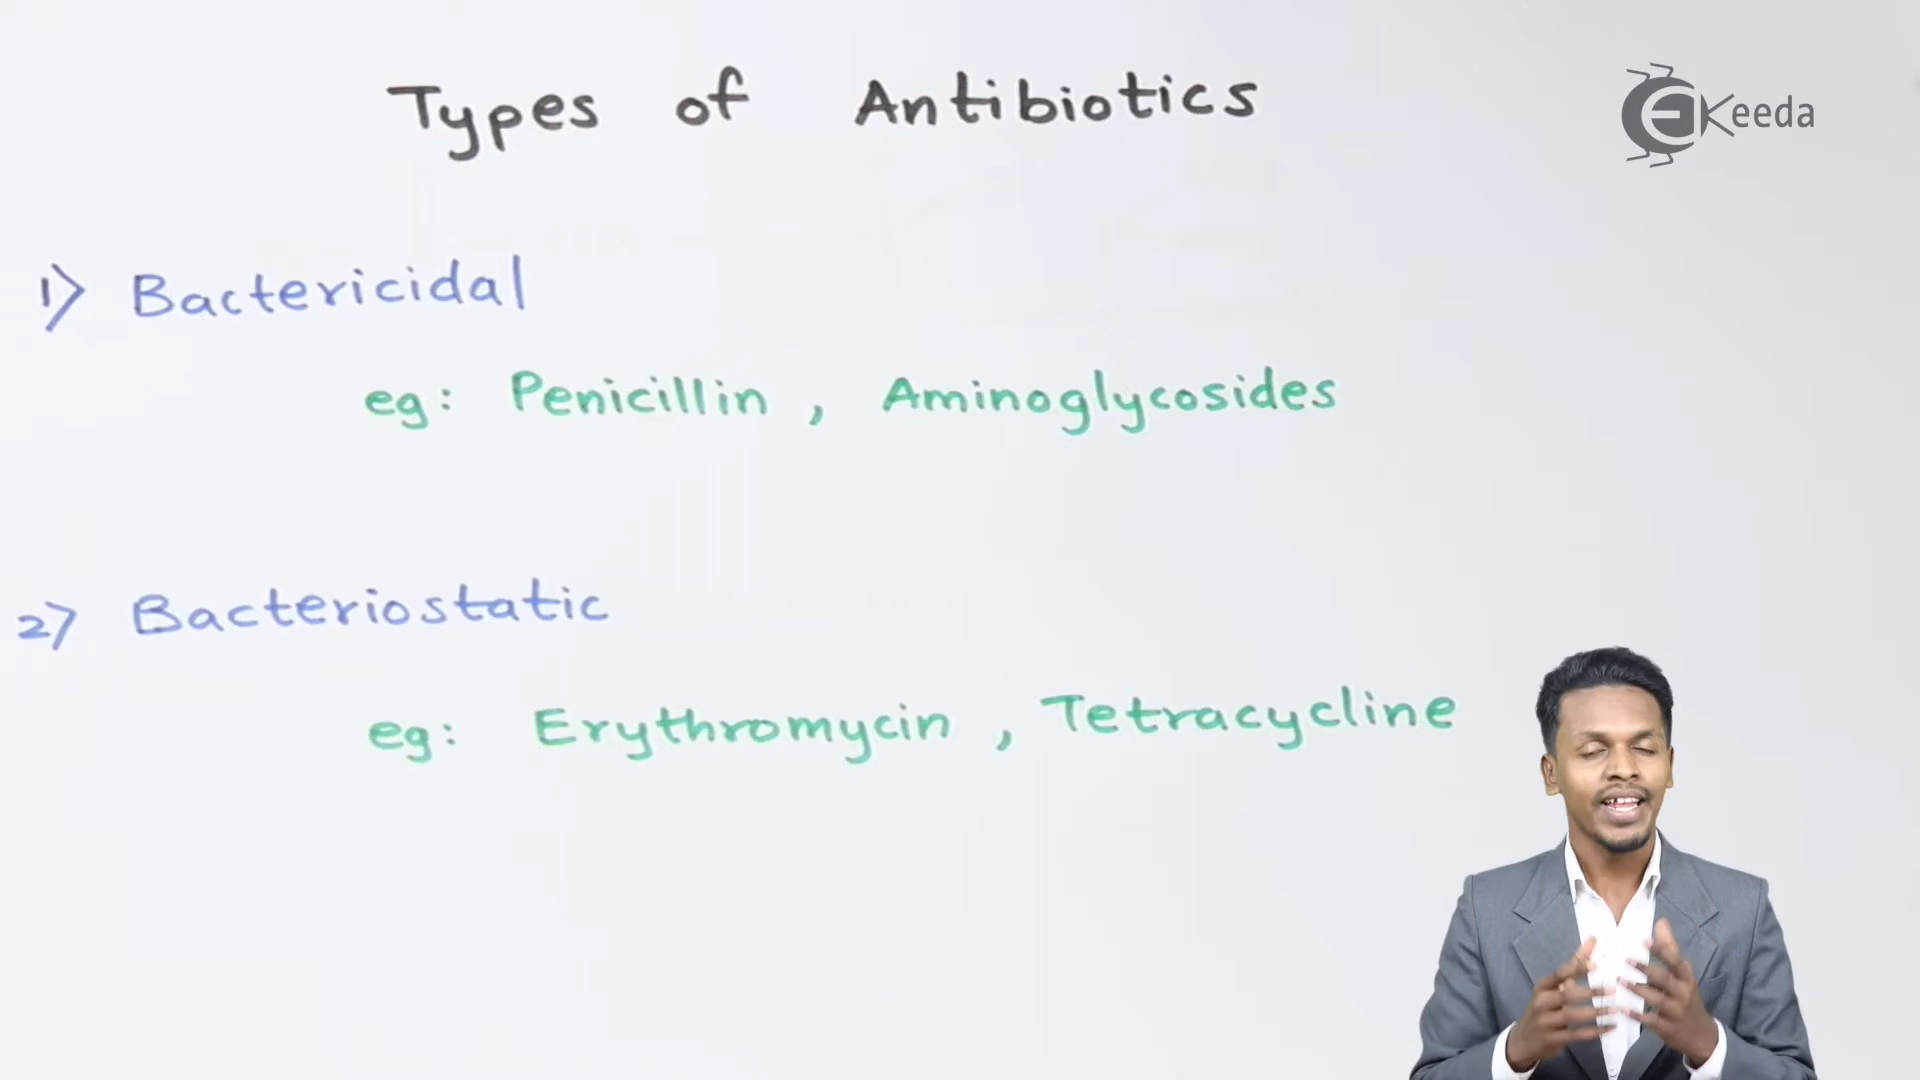 Types of Antibiotics
EKeeda
1) Bactericidal
eg: Penicillin , Aminoglycosides
2) Bacteriostatic
eg: Erythromycin , Tetracycline